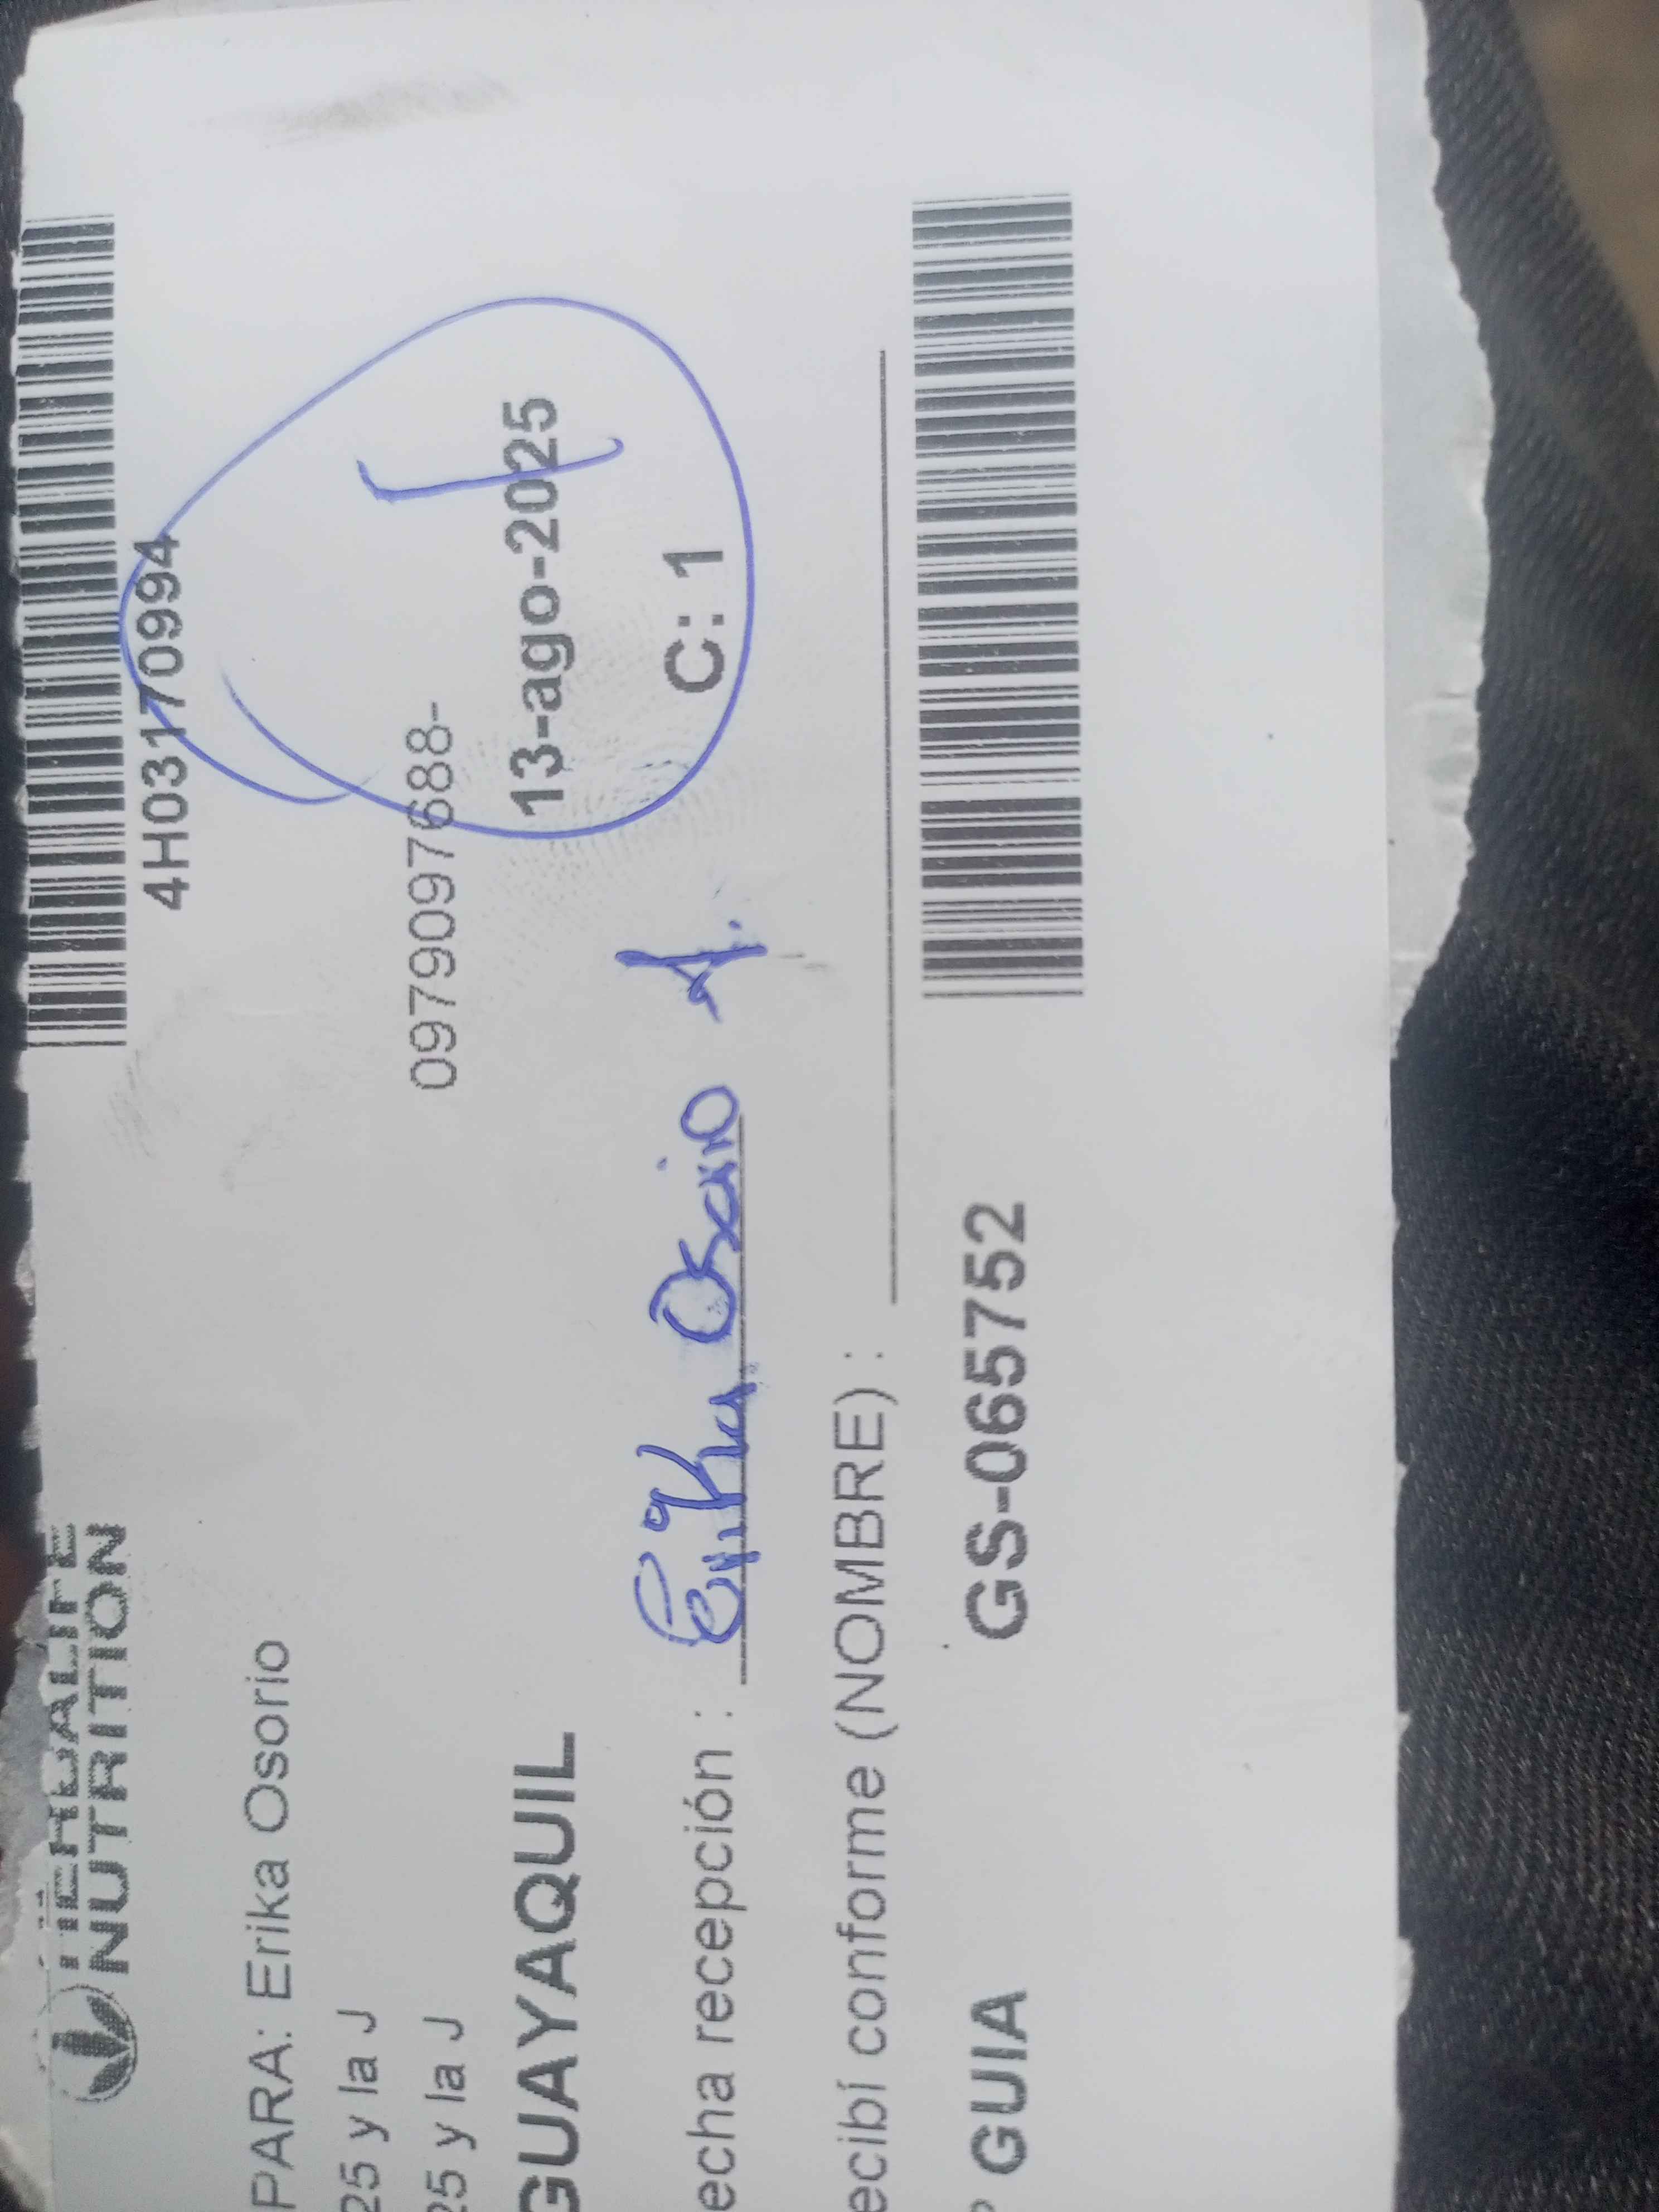 HERBALIFE
NUTRITION
4H03170994
PARA: Erika Osorio
25 y la J
25 y la J 0979097688-
GUAYAQUIL 13-ago-2025
echa recepción : Erika Osorio A.
C: 1
ecibí conforme (NOMBRE) :
GUIA GS-065752